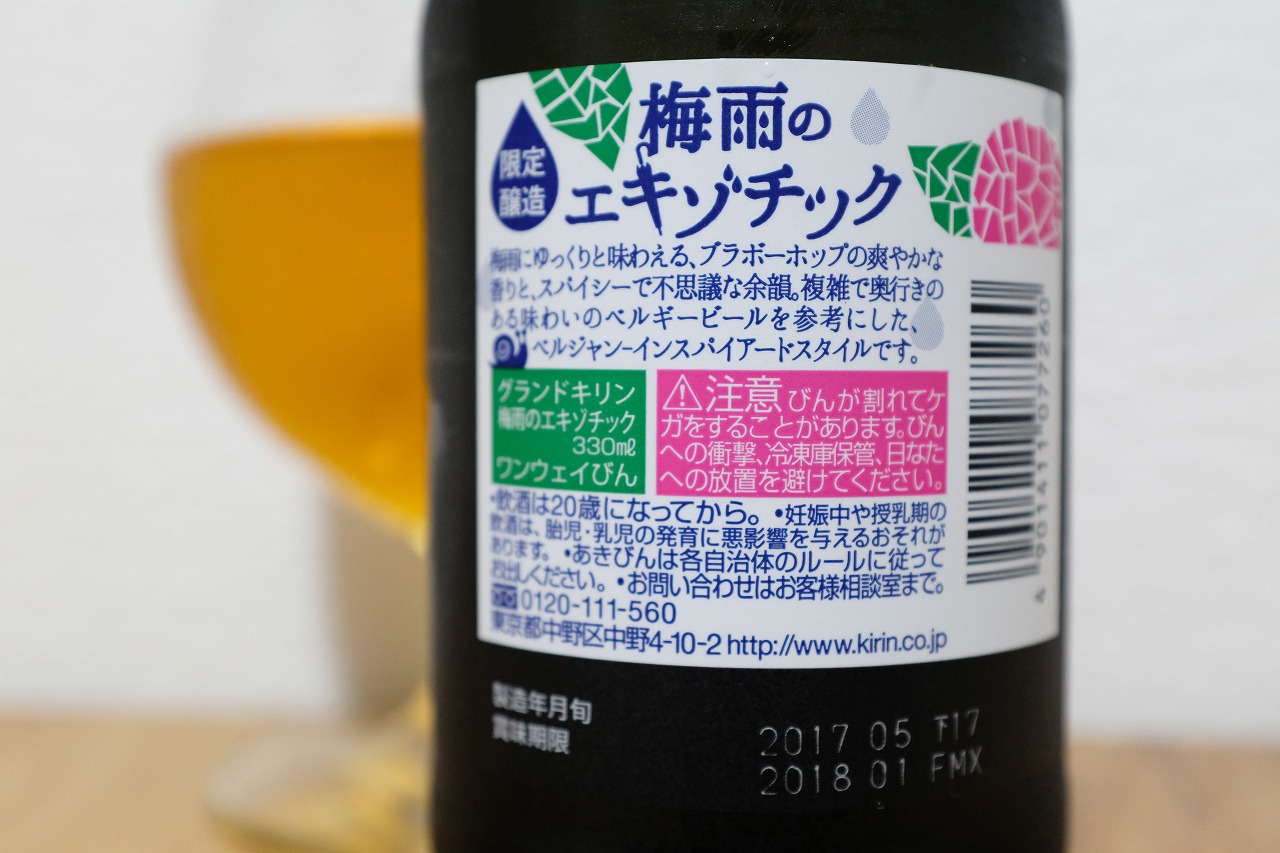 限定
醸造
梅雨の
エキゾチック
梅雨にゆっくりと味わえる、ブラボーホップの爽やかな
香りと、スパイシーで不思議な余韻。複雑で奥行きの
ある味わいのベルギービールを参考にした、
ベルジャン-インスパイアードスタイルです。
グランドキリン
梅雨のエキゾチック
330㎖
ワンウェイびん
⚠注意 びんが割れてケ
ガをすることがあります。びん
への衝撃、冷凍庫保管、日なた
への放置を避けてください。
•飲酒は20歳になってから。•妊娠中や授乳期の
飲酒は、胎児・乳児の発育に悪影響を与えるおそれが
あります。•あきびんは各自治体のルールに従って
お出しください。•お問い合わせはお客様相談室まで。
0120-111-560
東京都中野区中野4-10-2 http://www.kirin.co.jp
4 901411 077260
製造年月旬
賞味期限
2017 05 下17
2018 01 FMX